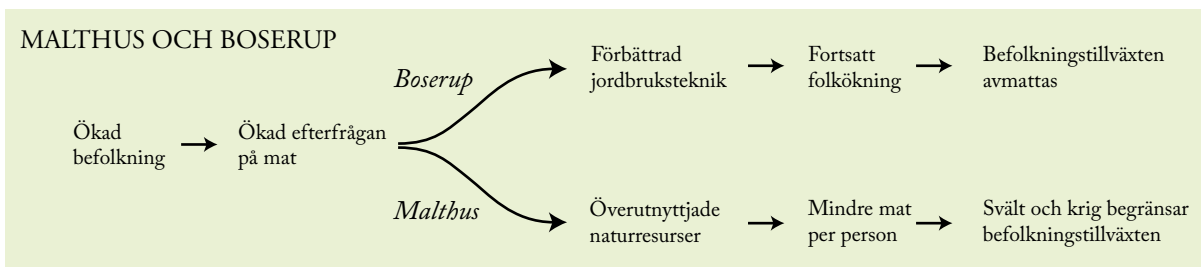 MALTHUS OCH BOSERUP
Ökad
befolkning
Ökad efterfrågan
på mat
Boserup
Förbättrad
jordbruksteknik
Fortsatt
folkökning
Befolkningstillväxten
avmattas
Malthus
Överutnyttjade
naturresurser
Mindre mat
per person
Svält och krig begränsar
befolkningstillväxten